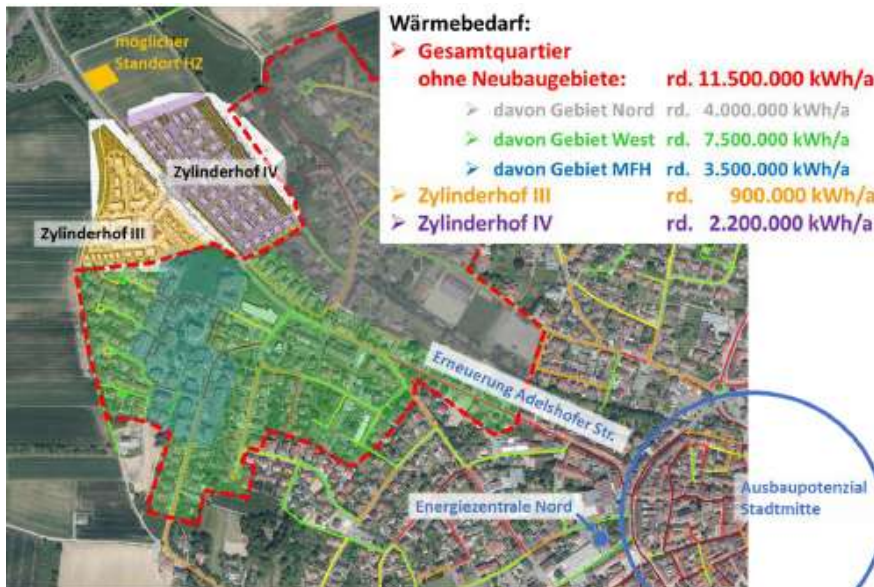 Wärmebedarf:
➢ Gesamtquartier
ohne Neubaugebiete: rd. 11.500.000 kWh/a
➢ davon Gebiet Nord rd. 4.000.000 kWh/a
➢ davon Gebiet West rd. 7.500.000 kWh/a
➢ davon Gebiet MFH rd. 3.500.000 kWh/a
➢ Zylinderhof III rd. 900.000 kWh/a
➢ Zylinderhof IV rd. 2.200.000 kWh/a
möglicher
Standort HZ
Zylinderhof IV
Zylinderhof III
Erneuerung Adelshofer Str.
Energiezentrale Nord
Ausbaupotenzial
Stadtmitte